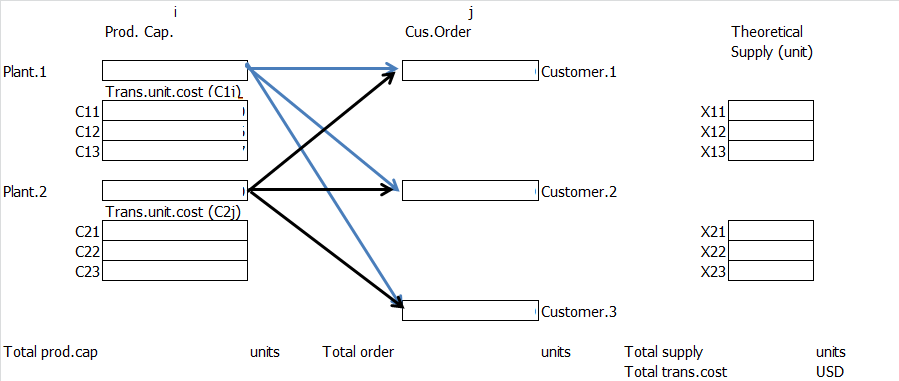 i j
Prod. Cap. Cus.Order Theoretical
Supply (unit)
Plant.1 Customer.1
Trans.unit.cost (C1i)
C11 X11
C12 X12
C13 X13
Plant.2 Customer.2
Trans.unit.cost (C2j)
C21 X21
C22 X22
C23 X23
Customer.3
Total prod.cap units Total order units Total supply units
Total trans.cost USD